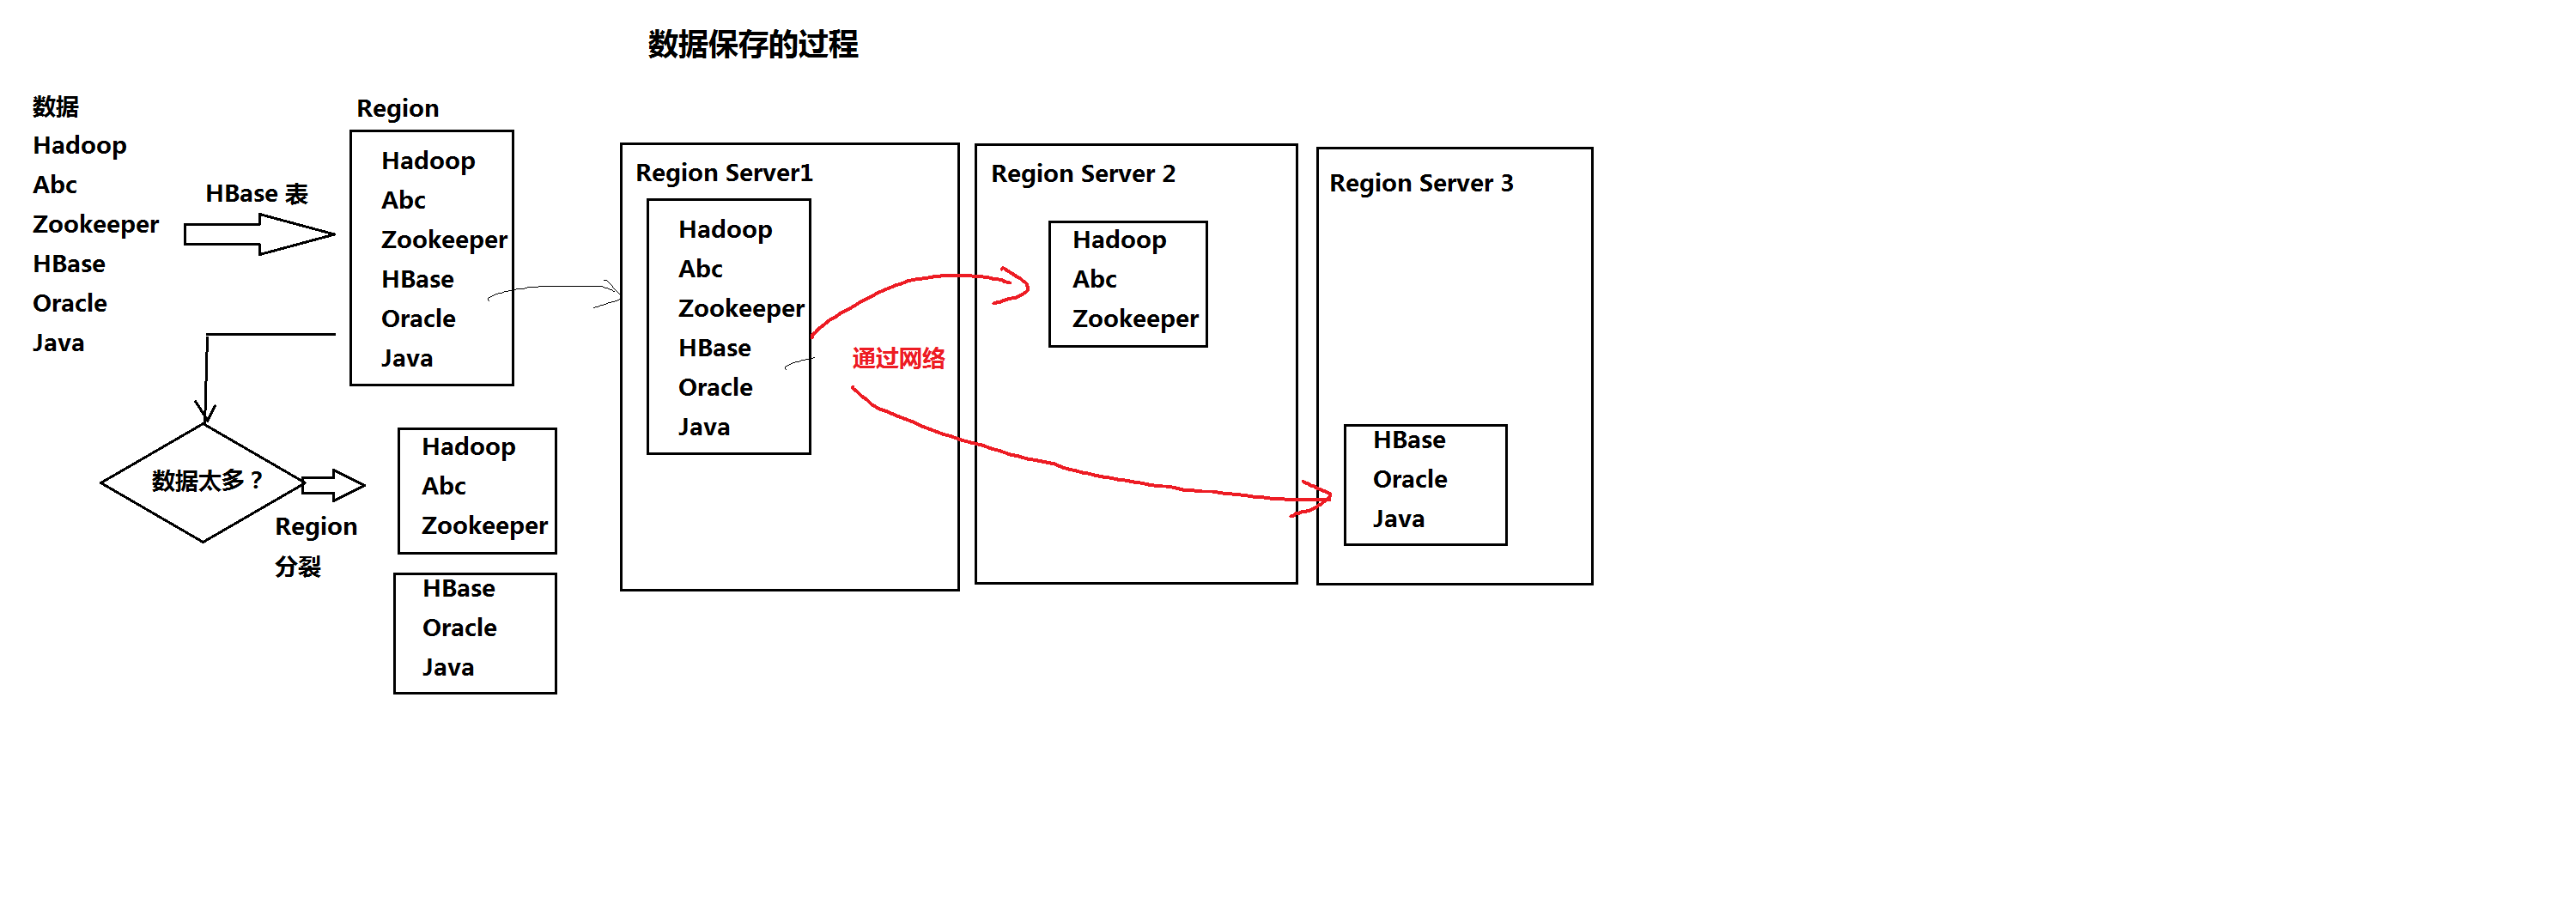 数据保存的过程
数据
Hadoop
Abc
Zookeeper
HBase
Oracle
Java
HBase 表
Region
Hadoop
Abc
Zookeeper
HBase
Oracle
Java
数据太多？
Region
分裂
Hadoop
Abc
Zookeeper
HBase
Oracle
Java
Region Server1
Hadoop
Abc
Zookeeper
HBase
Oracle
Java
通过网络
Region Server 2
Hadoop
Abc
Zookeeper
Region Server 3
HBase
Oracle
Java